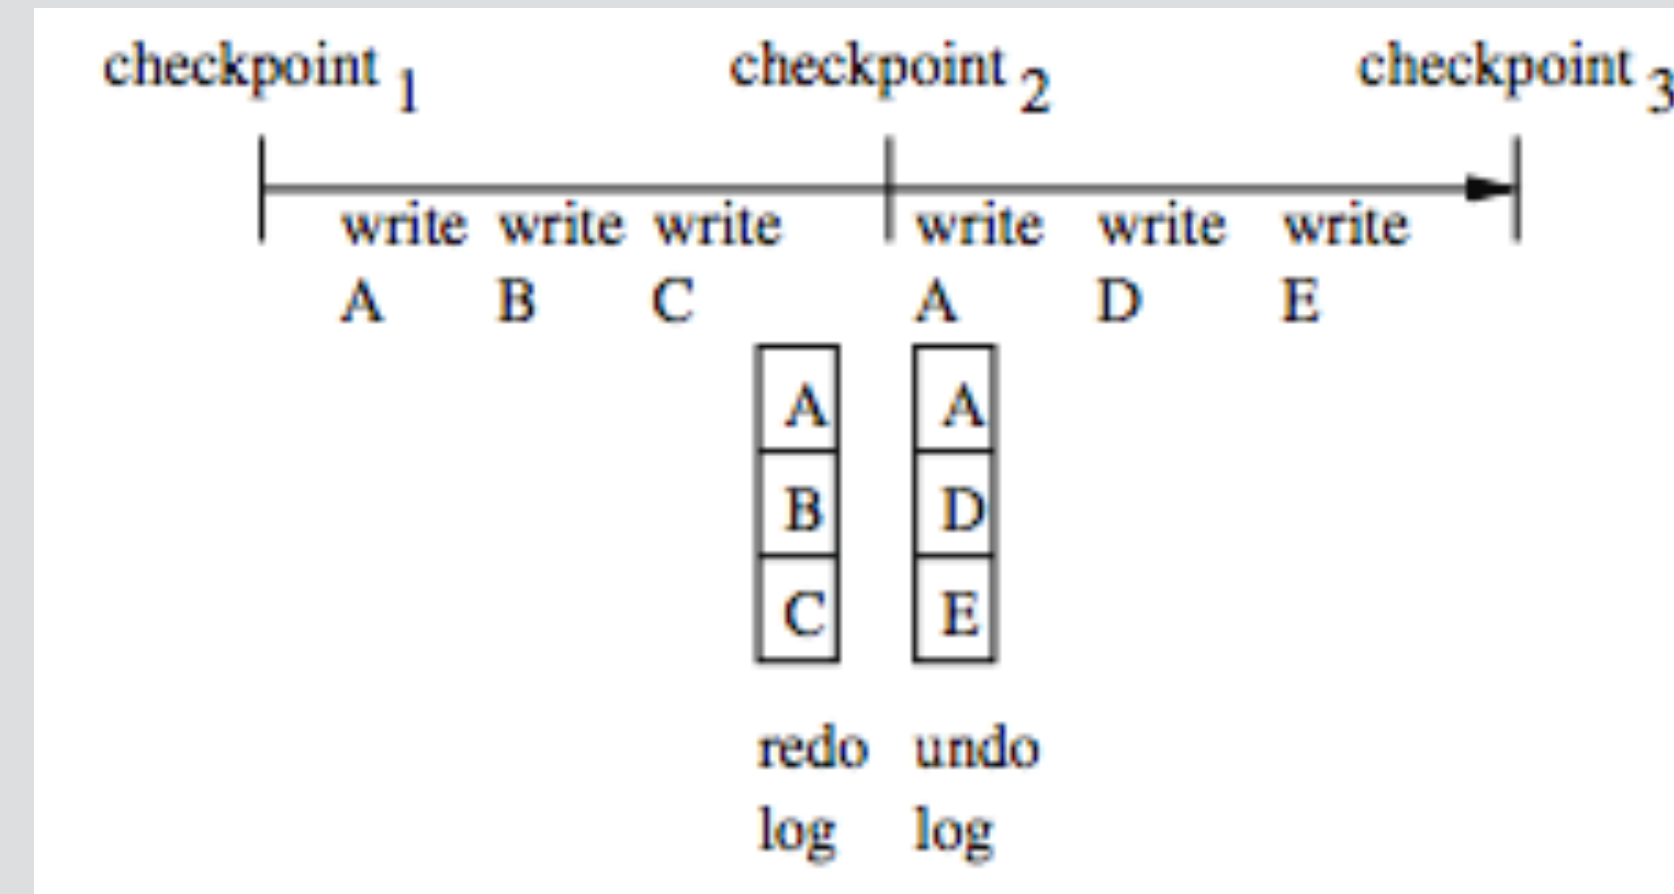 checkpoint 1 checkpoint 2 checkpoint 3
write write write write write write
A B C A D E
A A
B D
C E
redo undo
log log